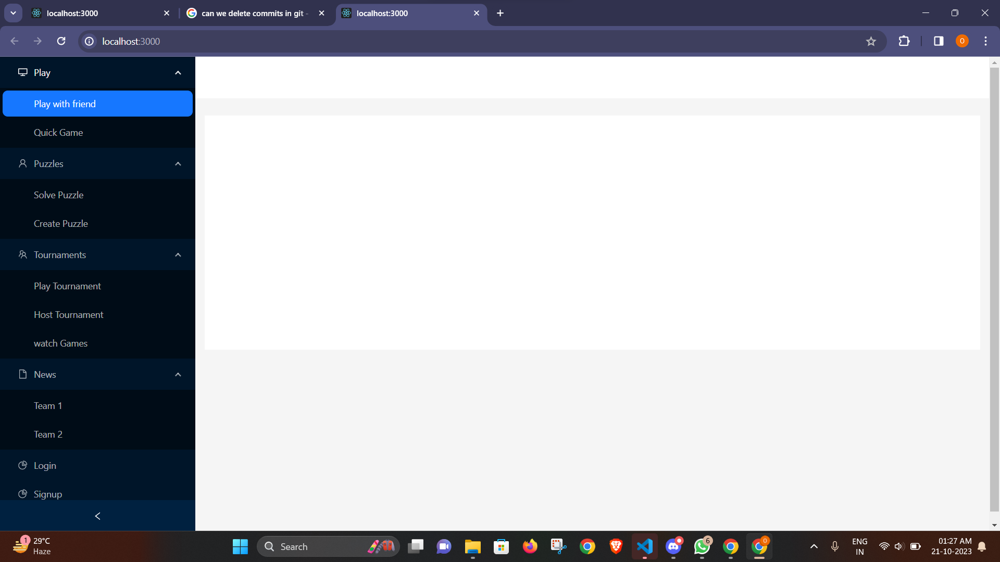 localhost:3000
can we delete commits in git -
localhost:3000
localhost:3000
O
Play
Play with friend
Quick Game
Puzzles
Solve Puzzle
Create Puzzle
Tournaments
Play Tournament
Host Tournament
watch Games
News
Team 1
Team 2
Login
Signup
1
29°C
Haze
Search
6
O
ENG
IN
01:27 AM
21-10-2023